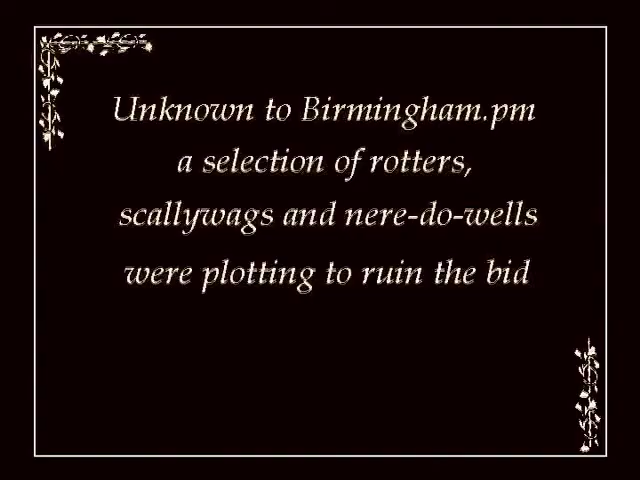 Unknown to Birmingham.pm
a selection of rotters,
scallywags and nere-do-wells
were plotting to ruin the bid